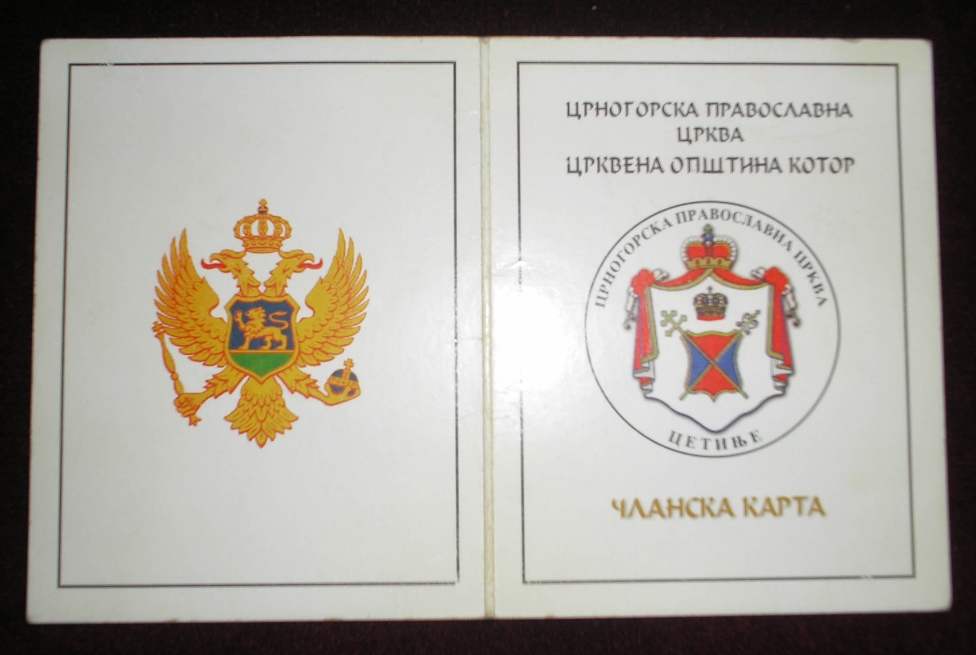 ЦРНОГОРСКА ПРАВОСЛАВНА
ЦРКВА
ЦРКВЕНА ОПШТИНА КОТОР
ЦРНОГОРСКА ПРАВОСЛАВНА ЦРКВА
ЦЕТИЊЕ
ЧЛАНСКА КАРТА